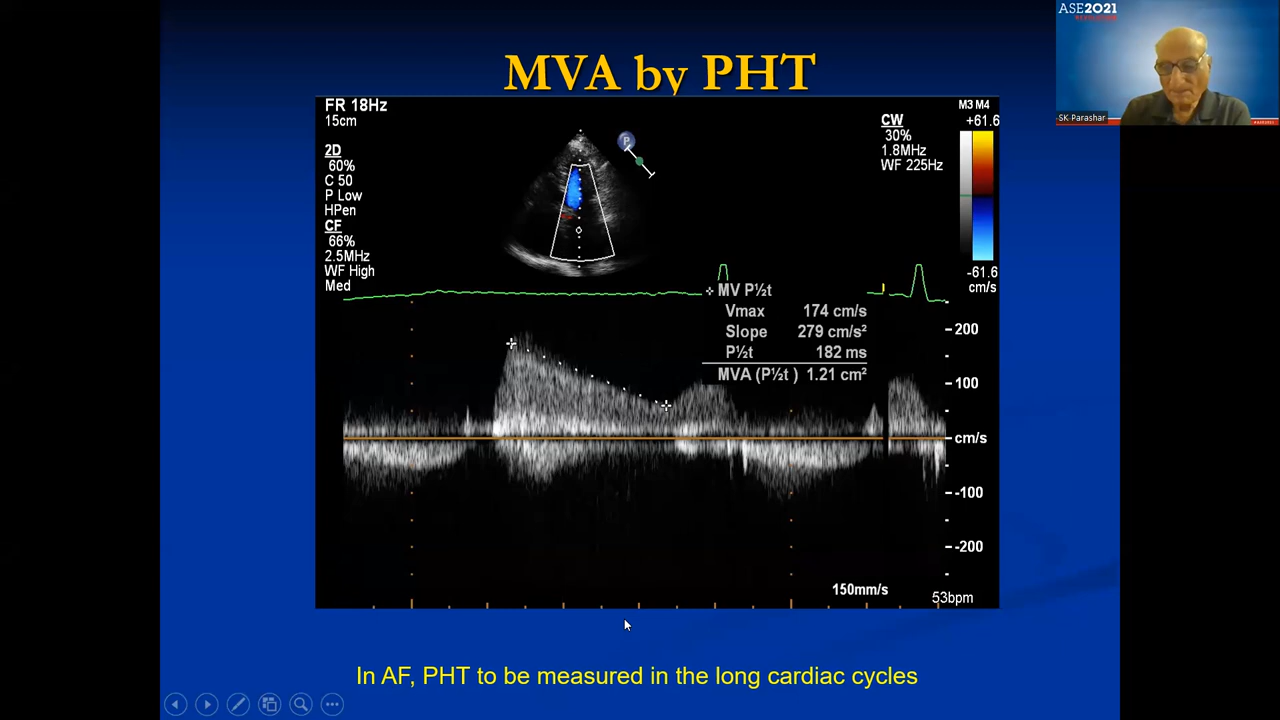 ASE2021
MVA by PHT
SK Parashar
FR 18Hz
15cm
2D
60%
C 50
P Low
HPen
CF
66%
2.5MHz
WF High
Med
P
CW
30%
1.8MHz
WF 225Hz
M3 M4
+61.6
-61.6
cm/s
MV P½t
Vmax 174 cm/s
Slope 279 cm/s²
P½t 182 ms
MVA (P½t ) 1.21 cm²
200
100
cm/s
-100
-200
150mm/s
53bpm
In AF, PHT to be measured in the long cardiac cycles